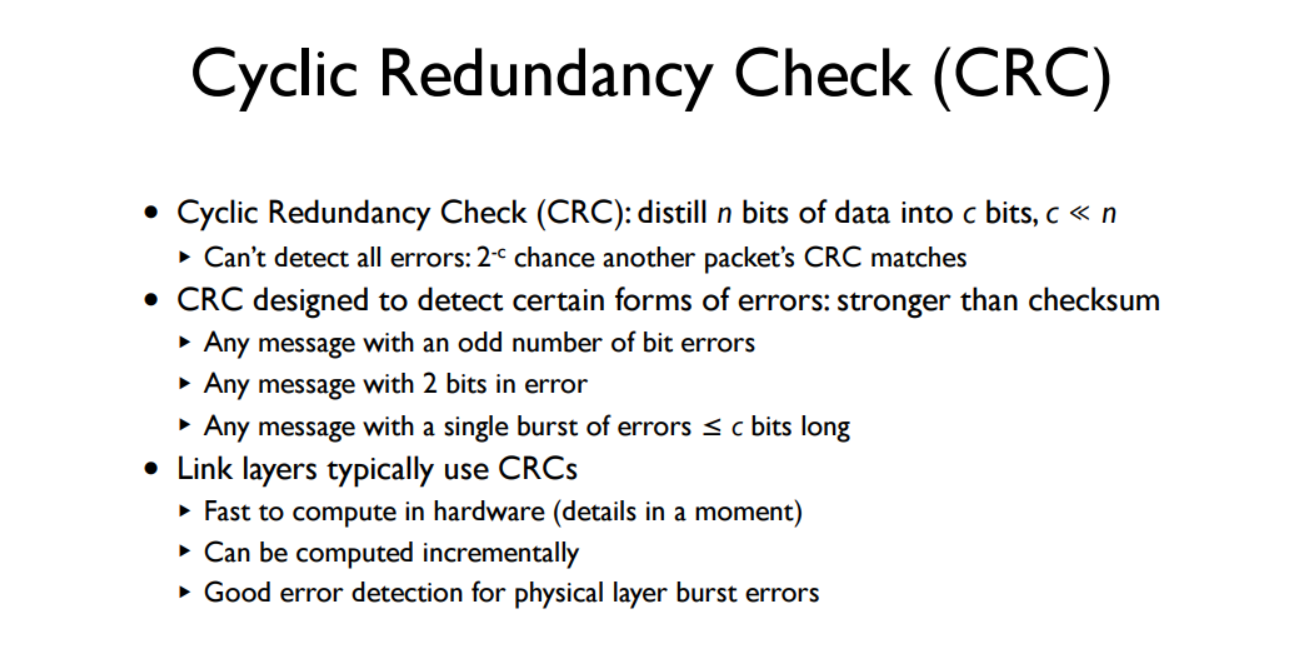 Cyclic Redundancy Check (CRC)
• Cyclic Redundancy Check (CRC): distill n bits of data into c bits, c ≪ n
▸ Can’t detect all errors: 2⁻ᶜ chance another packet’s CRC matches
• CRC designed to detect certain forms of errors: stronger than checksum
▸ Any message with an odd number of bit errors
▸ Any message with 2 bits in error
▸ Any message with a single burst of errors ≤ c bits long
• Link layers typically use CRCs
▸ Fast to compute in hardware (details in a moment)
▸ Can be computed incrementally
▸ Good error detection for physical layer burst errors